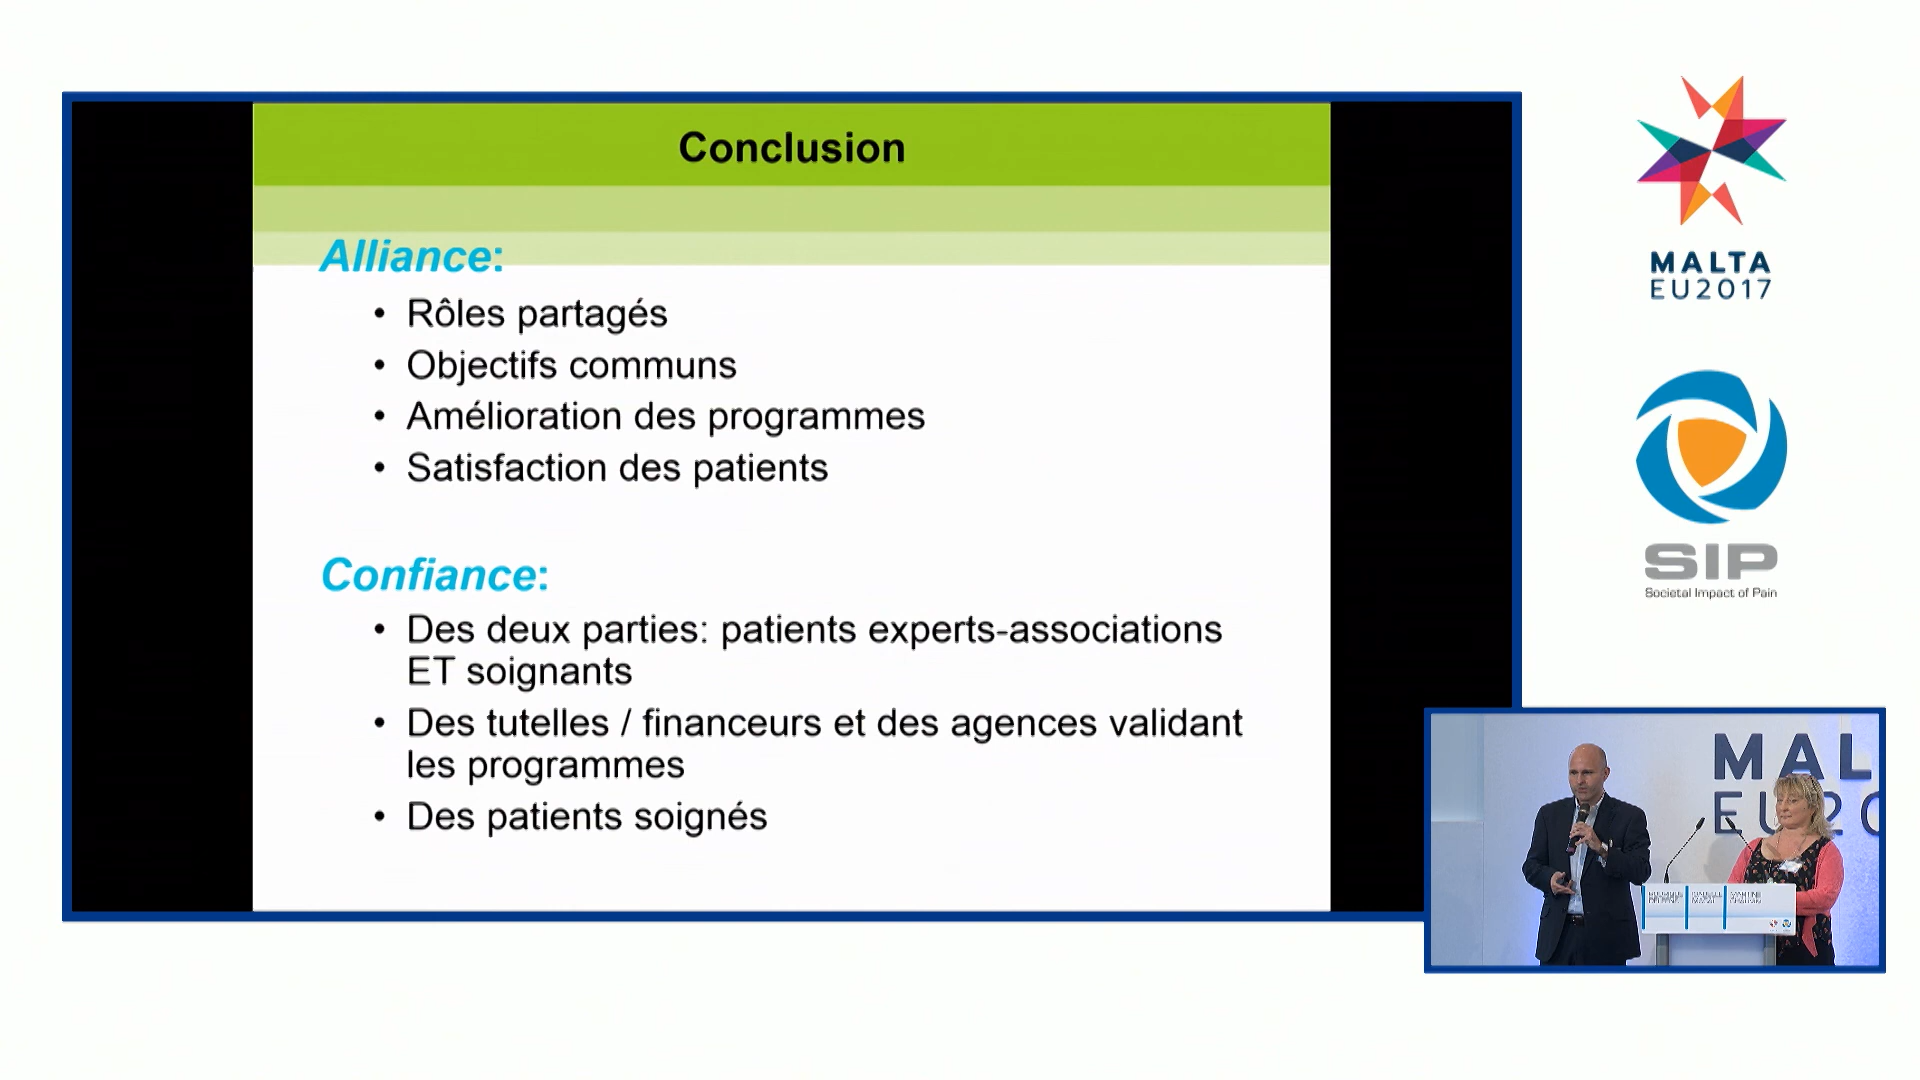 Conclusion
Alliance:
• Rôles partagés
• Objectifs communs
• Amélioration des programmes
• Satisfaction des patients
Confiance:
• Des deux parties: patients experts-associations
ET soignants
• Des tutelles / financeurs et des agences validant
les programmes
• Des patients soignés
MALTA
EU2017
SIP
Societal Impact of Pain
MAL
EU20